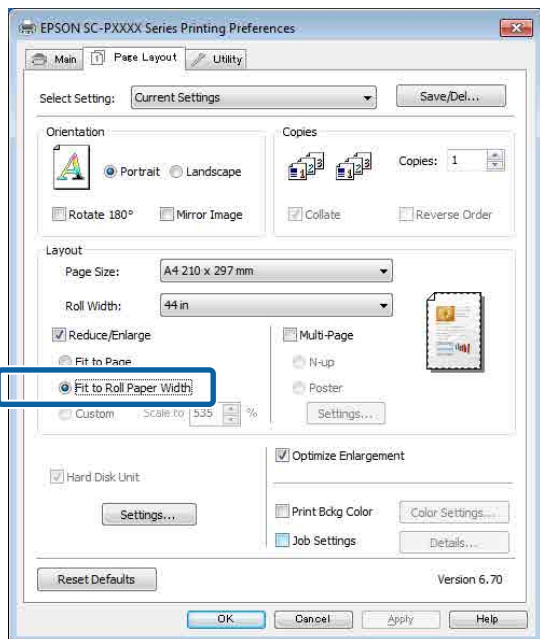 EPSON SC-PXXXX Series Printing Preferences
Main Page Layout Utility
Select Setting: Current Settings Save/Del...
Orientation
Portrait Landscape
Rotate 180° Mirror Image
Copies
Copies: 1
Collate Reverse Order
Layout
Page Size: A4 210 x 297 mm
Roll Width: 44 in
Reduce/Enlarge
Fit to Page
Fit to Roll Paper Width
Custom Scale to 535 %
Multi-Page
N-up
Poster
Settings...
Optimize Enlargement
Hard Disk Unit
Settings...
Print Bckg Color Color Settings...
Job Settings Details...
Reset Defaults Version 6.70
OK Cancel Apply Help